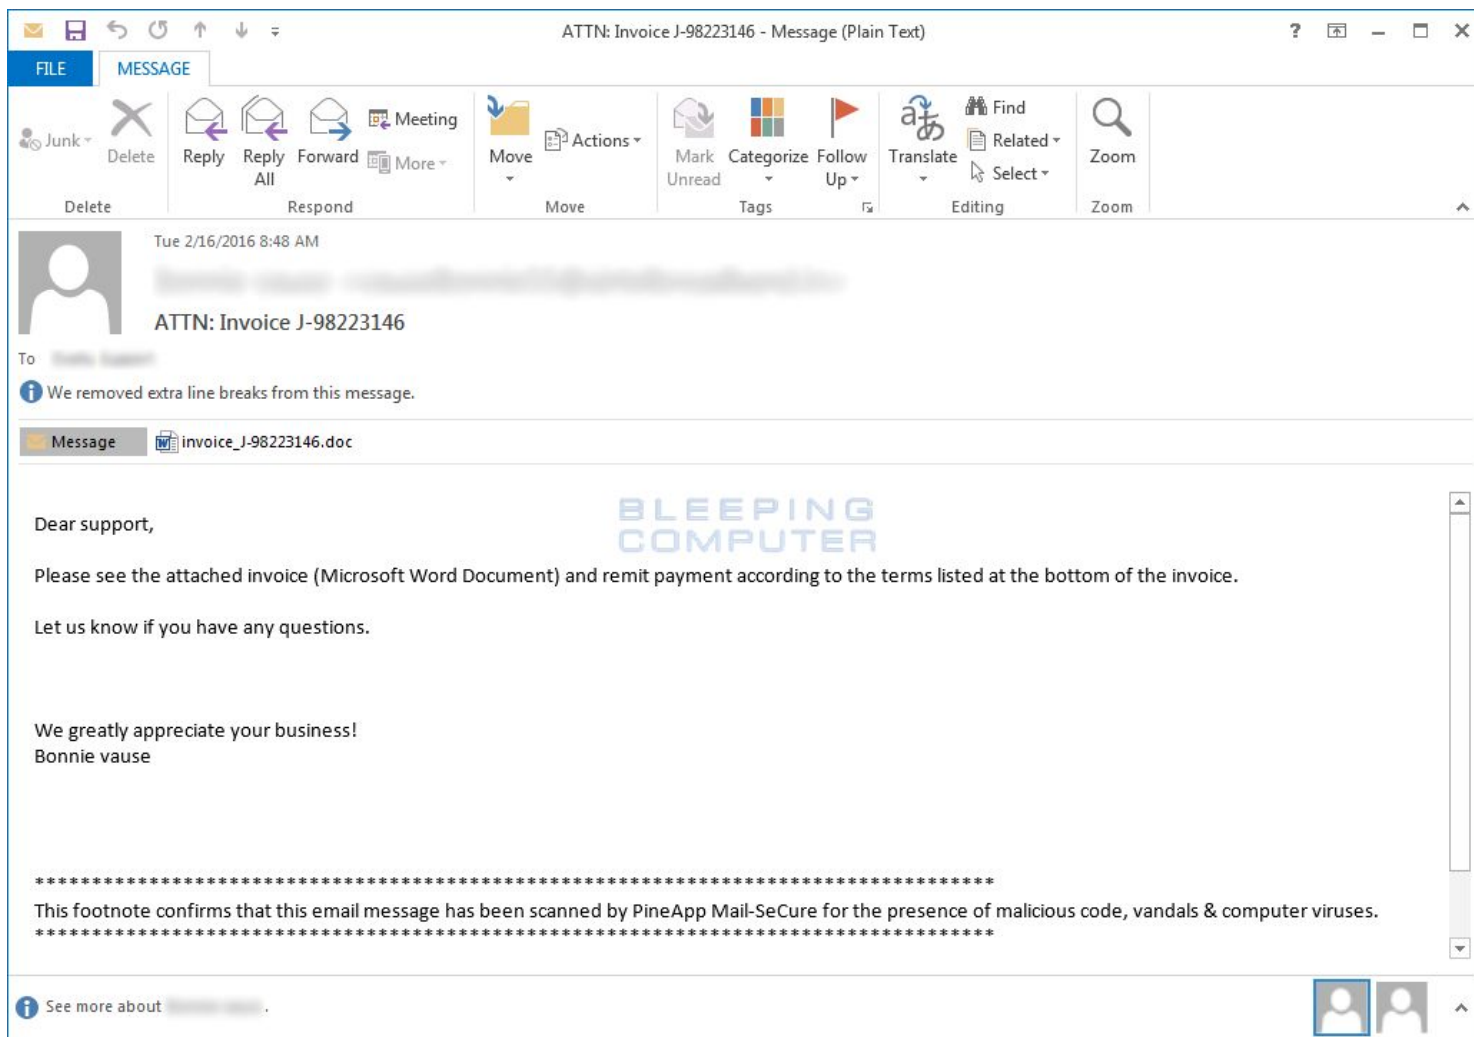 ATTN: Invoice J-98223146 - Message (Plain Text)
?
FILE
MESSAGE
Junk
Delete
Reply
Reply All
Forward
Meeting
More
Move
Actions
Mark Unread
Categorize
Follow Up
Translate
Find
Related
Select
Zoom
Delete
Respond
Move
Tags
Editing
Zoom
Tue 2/16/2016 8:48 AM
ATTN: Invoice J-98223146
To
We removed extra line breaks from this message.
Message
invoice_J-98223146.doc
BLEEPING
COMPUTER
Dear support,
Please see the attached invoice (Microsoft Word Document) and remit payment according to the terms listed at the bottom of the invoice.
Let us know if you have any questions.
We greatly appreciate your business!
Bonnie vause
************************************************************************************
This footnote confirms that this email message has been scanned by PineApp Mail-SeCure for the presence of malicious code, vandals & computer viruses.
************************************************************************************
See more about .